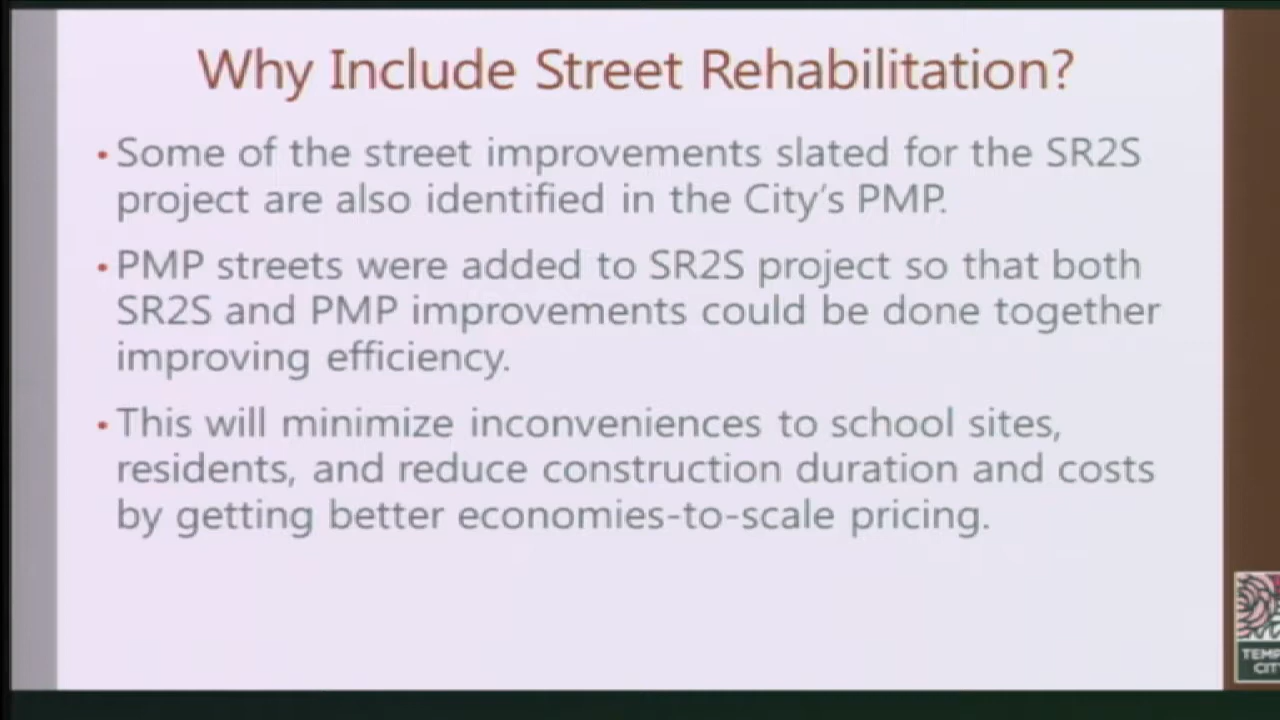 Why Include Street Rehabilitation?
• Some of the street improvements slated for the SR2S
project are also identified in the City's PMP.
• PMP streets were added to SR2S project so that both
SR2S and PMP improvements could be done together
improving efficiency.
• This will minimize inconveniences to school sites,
residents, and reduce construction duration and costs
by getting better economies-to-scale pricing.